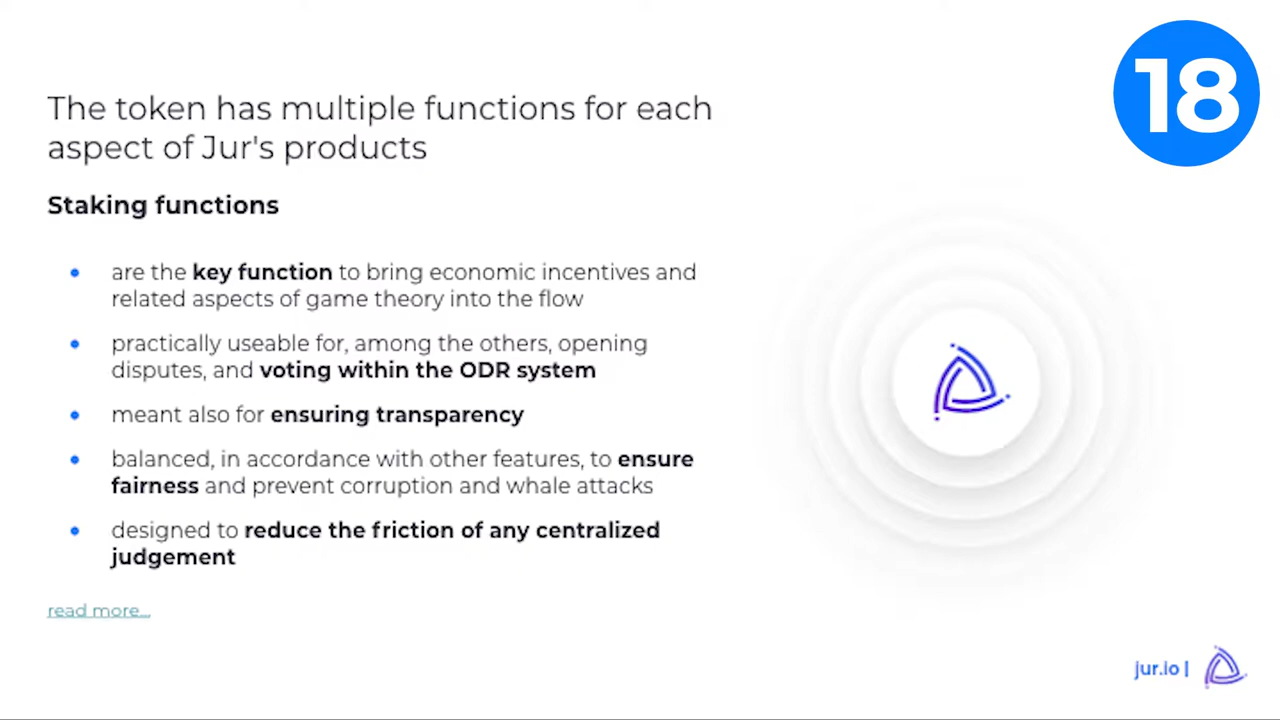 18
The token has multiple functions for each
aspect of Jur's products
Staking functions
are the key function to bring economic incentives and
related aspects of game theory into the flow
practically useable for, among the others, opening
disputes, and voting within the ODR system
meant also for ensuring transparency
balanced, in accordance with other features, to ensure
fairness and prevent corruption and whale attacks
designed to reduce the friction of any centralized
judgement
read more...
jur.io |